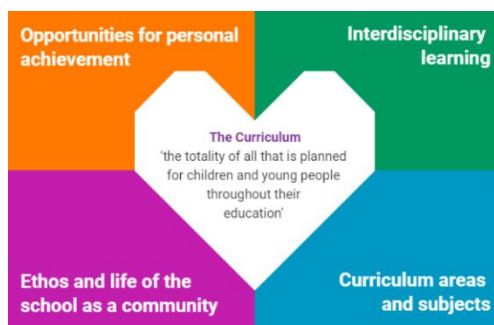 Opportunities for personal
achievement
Interdisciplinary
learning
The Curriculum
'the totality of all that is planned
for children and young people
throughout their
education'
Ethos and life of the
school as a community
Curriculum areas
and subjects